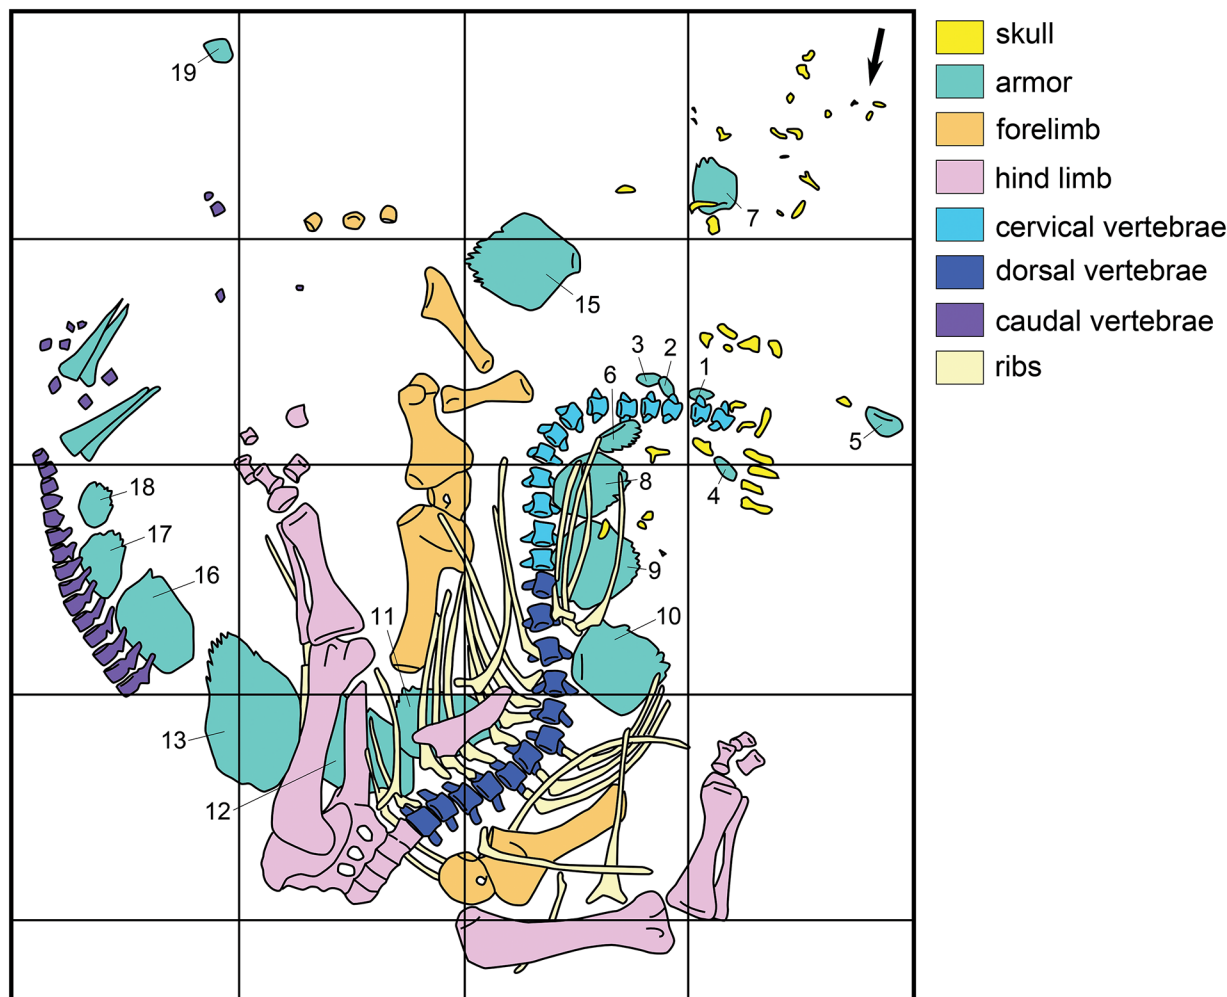 19
skull
armor
forelimb
hind limb
cervical vertebrae
dorsal vertebrae
caudal vertebrae
ribs
7
15
3
2
1
6
5
4
8
18
17
9
16
11
10
13
12